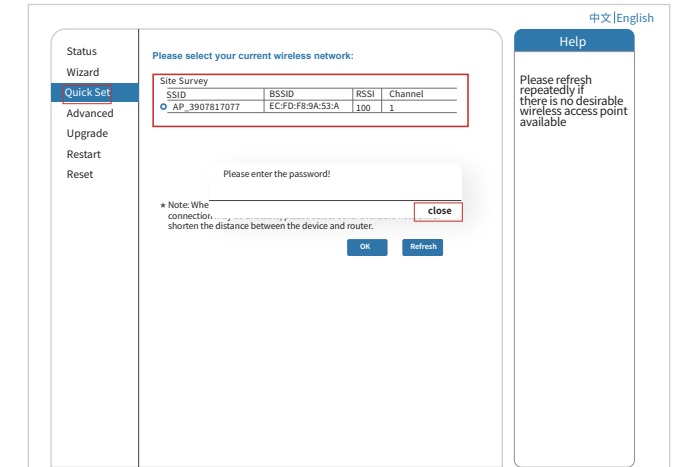 中文|English
Status
Wizard
Quick Set
Advanced
Upgrade
Restart
Reset
Please select your current wireless network:
Site Survey
SSID BSSID RSSI Channel
AP_3907817077 EC:FD:F8:9A:53:A 100 1
Please enter the password!
close
★ Note: Whe
connection
shorten the distance between the device and router.
OK Refresh
Help
Please refresh
repeatedly if
there is no desirable
wireless access point
available